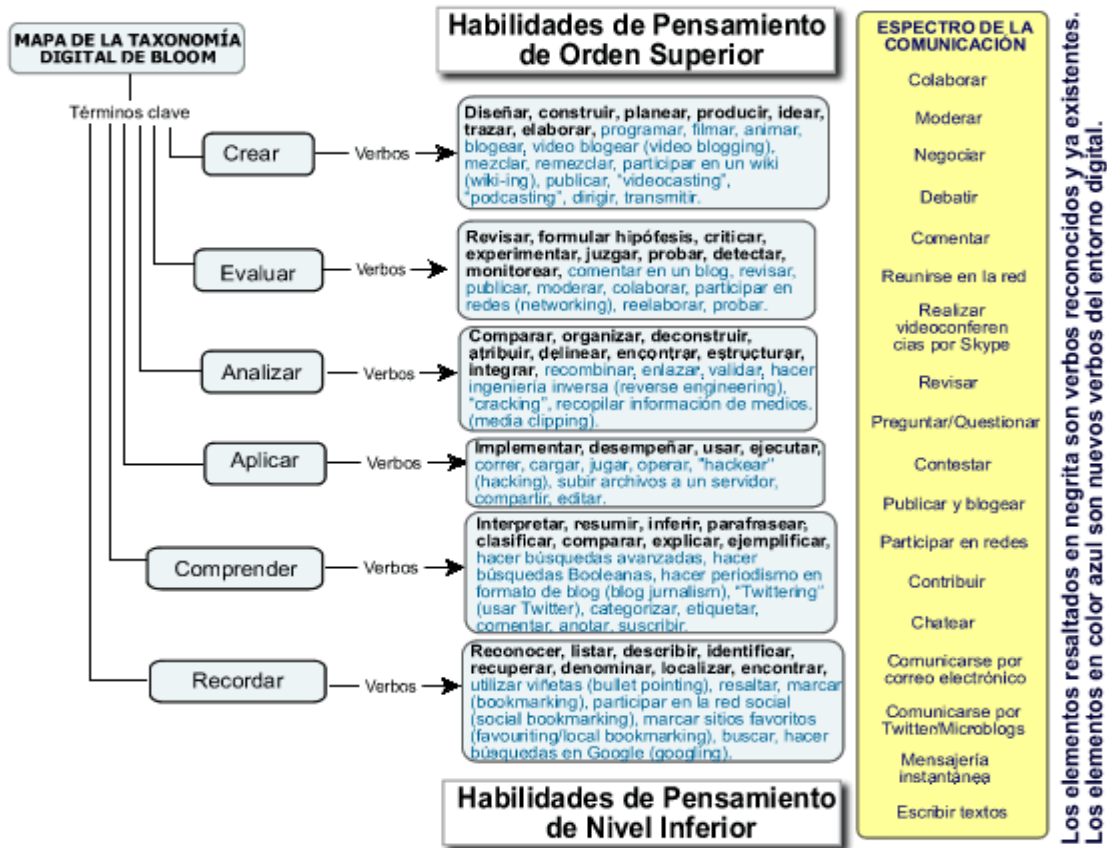 MAPA DE LA TAXONOMÍA
DIGITAL DE BLOOM
Términos clave
Habilidades de Pensamiento
de Orden Superior
Crear
Verbos
Diseñar, construir, planear, producir, idear,
trazar, elaborar, programar, filmar, animar,
blogear, video blogear (video blogging),
mezclar, remezclar, participar en un wiki
(wiki-ing), publicar, "videocasting",
"podcasting", dirigir, transmitir.
Evaluar
Verbos
Revisar, formular hipófesis, criticar,
experimentar, juzgar, probar, detectar,
monitorear, comentar en un blog, revisar,
publicar, moderar, colaborar, participar en
redes (networking), reelaborar, probar.
Analizar
Verbos
Comparar, organizar, deconstruir,
atribuir, delinear, encontrar, estructurar,
integrar, recombinar, enlazar, validar, hacer
ingeniería inversa (reverse engineering),
"cracking", recopilar información de medios.
(media clipping).
Aplicar
Verbos
Implementar, desempeñar, usar, ejecutar,
correr, cargar, jugar, operar, "hackear"
(hacking), subir archivos a un servidor,
compartir, editar.
Comprender
Verbos
Interpretar, resumir, inferir, parafrasear,
clasificar, comparar, explicar, ejemplificar,
hacer búsquedas avanzadas, hacer
búsquedas Booleanas, hacer periodismo en
formato de blog (blog jurnalism), "Twittering"
(usar Twitter), categorizar, etiquetar,
comentar, anotar, suscribir.
Recordar
Verbos
Reconocer, listar, describir, identificar,
recuperar, denominar, localizar, encontrar,
utilizar viñetas (bullet pointing), resaltar, marcar
(bookmarking), participar en la red social
(social bookmarking), marcar sitios favoritos
(favouriting/local bookmarking), buscar, hacer
búsquedas en Google (googling).
Habilidades de Pensamiento
de Nivel Inferior
ESPECTRO DE LA
COMUNICACIÓN
Colaborar
Moderar
Negociar
Debatir
Comentar
Reunirse en la red
Realizar
videoconferen
cias por Skype
Revisar
Preguntar/Questionar
Contestar
Publicar y blogear
Participar en redes
Contribuir
Chatear
Comunicarse por
correo electrónico
Comunicarse por
Twitter/Microblogs
Mensajería
instantánea
Escribir textos
Los elementos resaltados en negrita son verbos reconocidos y ya existentes.
Los elementos en color azul son nuevos verbos del entorno digital.